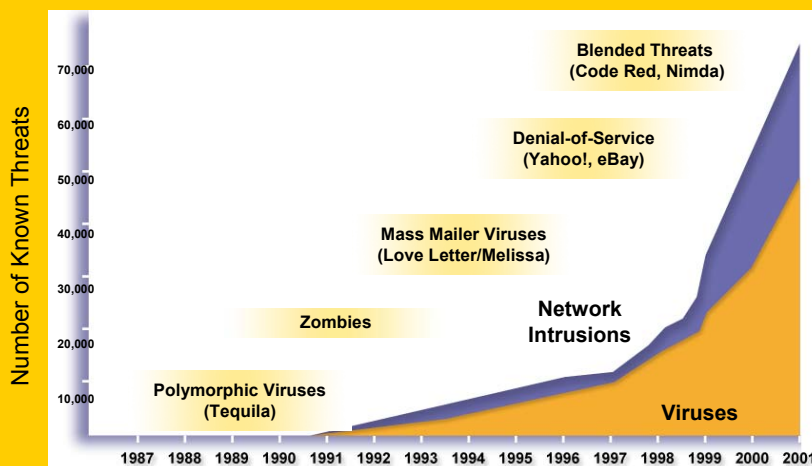 Number of Known Threats
70,000
60,000
50,000
40,000
30,000
20,000
10,000
Blended Threats
(Code Red, Nimda)
Denial-of-Service
(Yahoo!, eBay)
Mass Mailer Viruses
(Love Letter/Melissa)
Zombies
Network
Intrusions
Polymorphic Viruses
(Tequila)
Viruses
1987 1988 1989 1990 1991 1992 1993 1994 1995 1996 1997 1998 1999 2000 2001